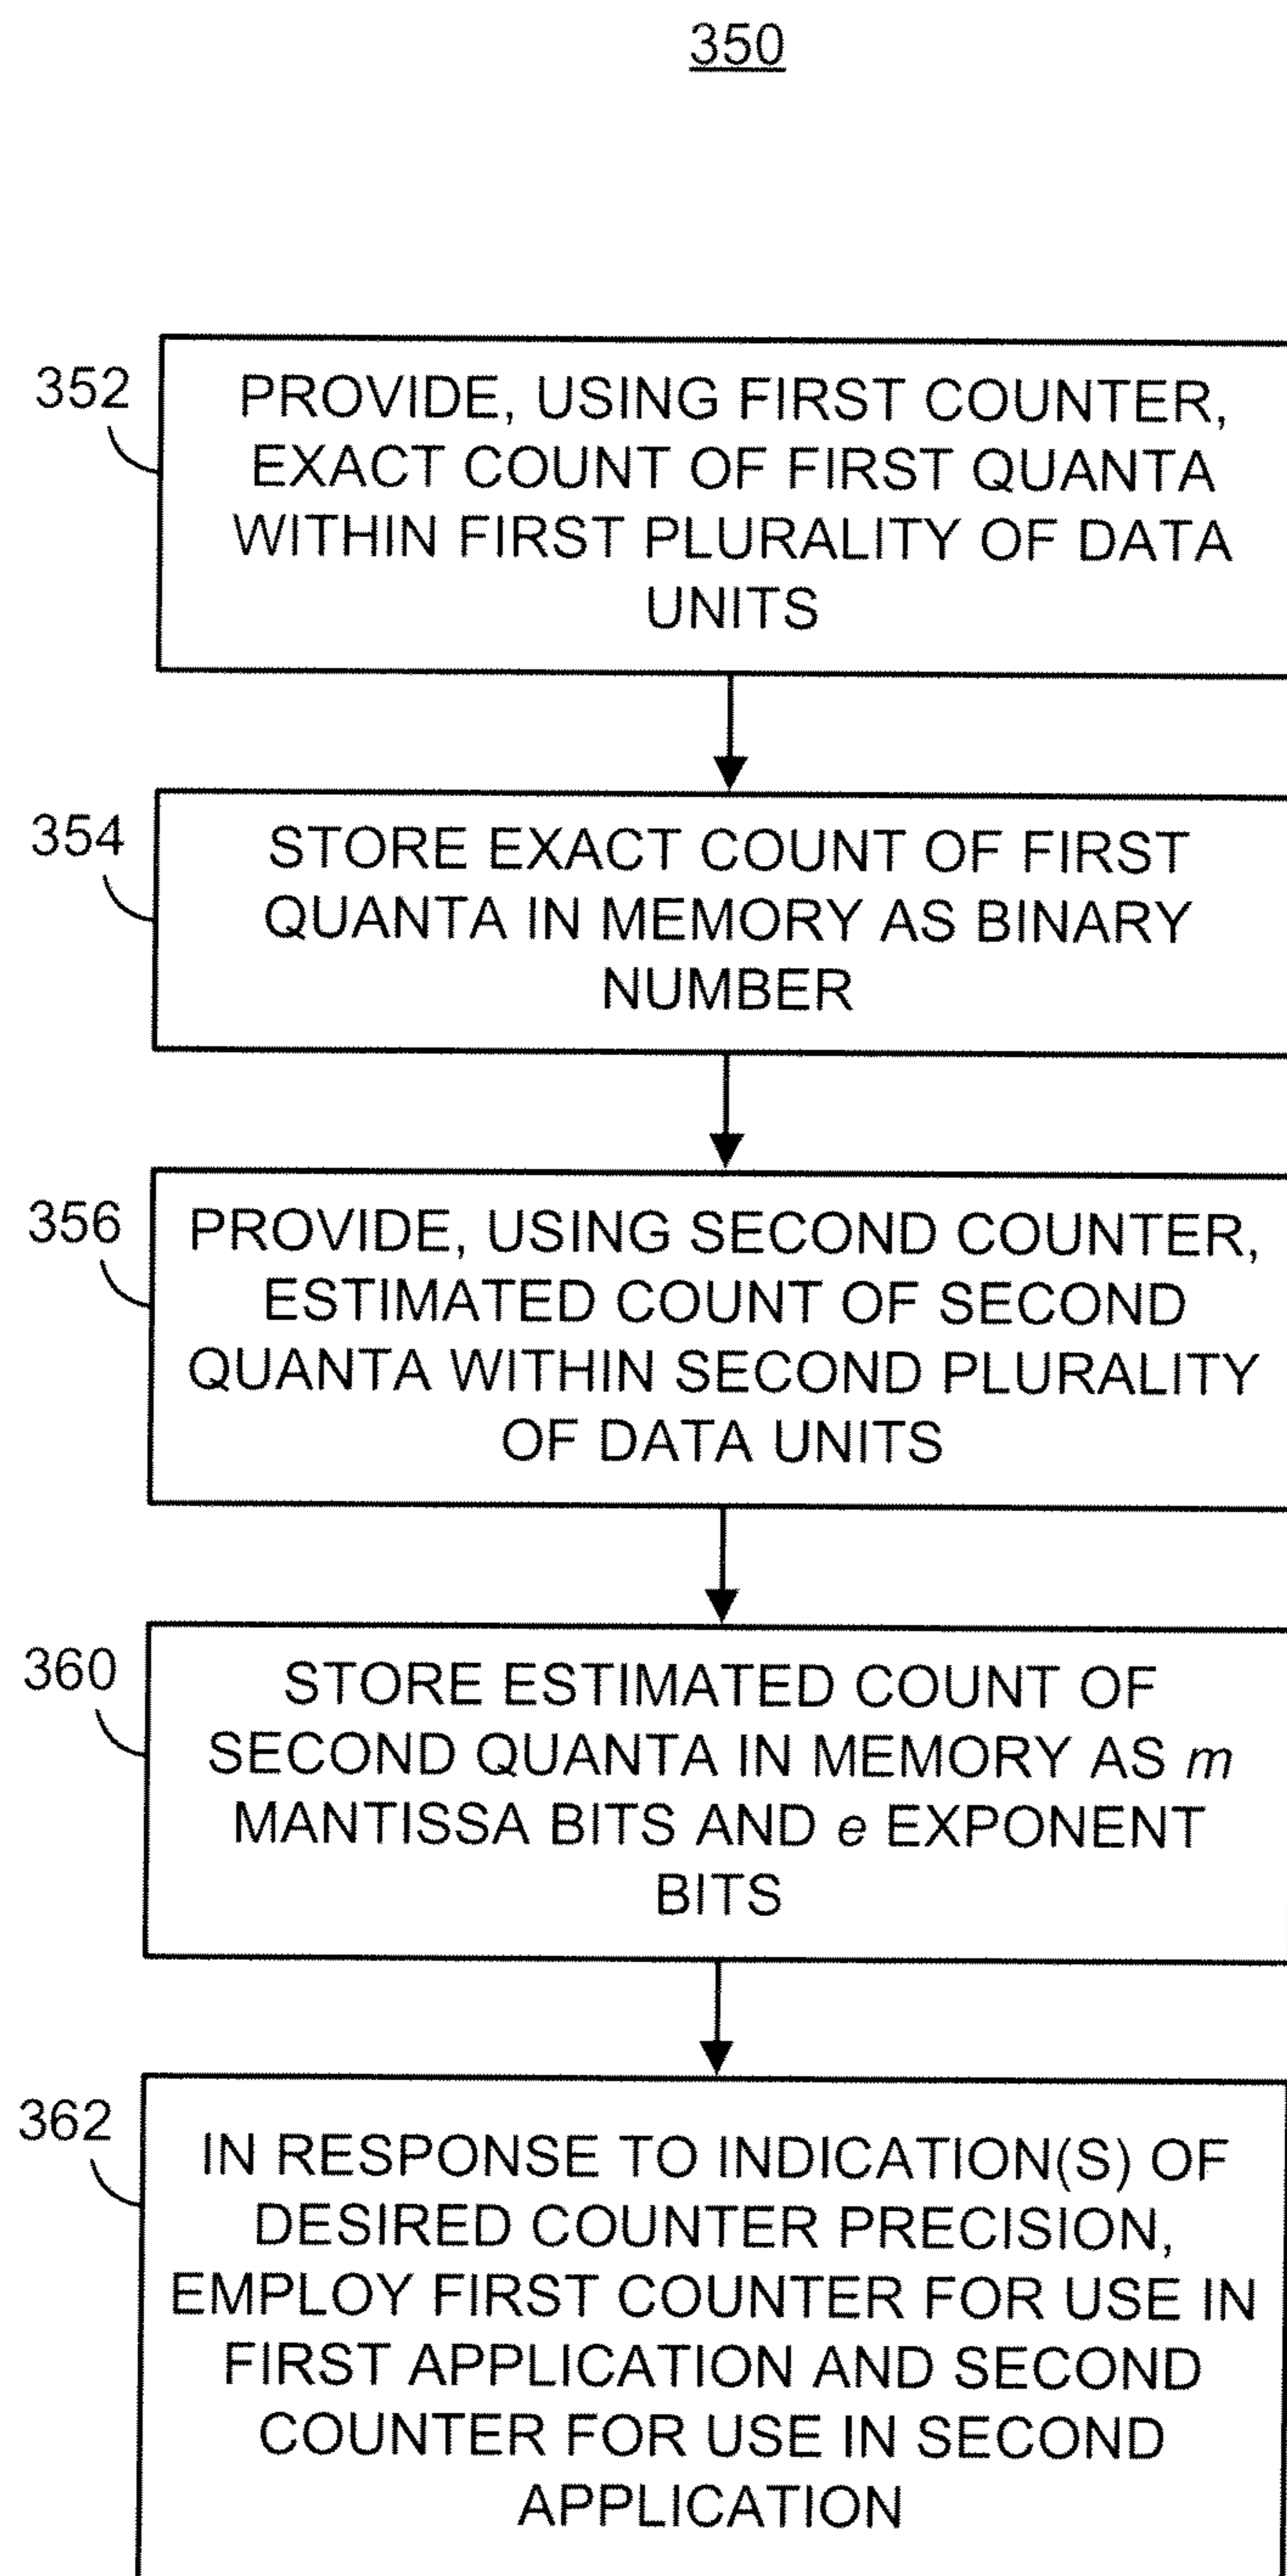 350
352
PROVIDE, USING FIRST COUNTER,
EXACT COUNT OF FIRST QUANTA
WITHIN FIRST PLURALITY OF DATA
UNITS
354
STORE EXACT COUNT OF FIRST
QUANTA IN MEMORY AS BINARY
NUMBER
356
PROVIDE, USING SECOND COUNTER,
ESTIMATED COUNT OF SECOND
QUANTA WITHIN SECOND PLURALITY
OF DATA UNITS
360
STORE ESTIMATED COUNT OF
SECOND QUANTA IN MEMORY AS m
MANTISSA BITS AND e EXPONENT
BITS
362
IN RESPONSE TO INDICATION(S) OF
DESIRED COUNTER PRECISION,
EMPLOY FIRST COUNTER FOR USE IN
FIRST APPLICATION AND SECOND
COUNTER FOR USE IN SECOND
APPLICATION